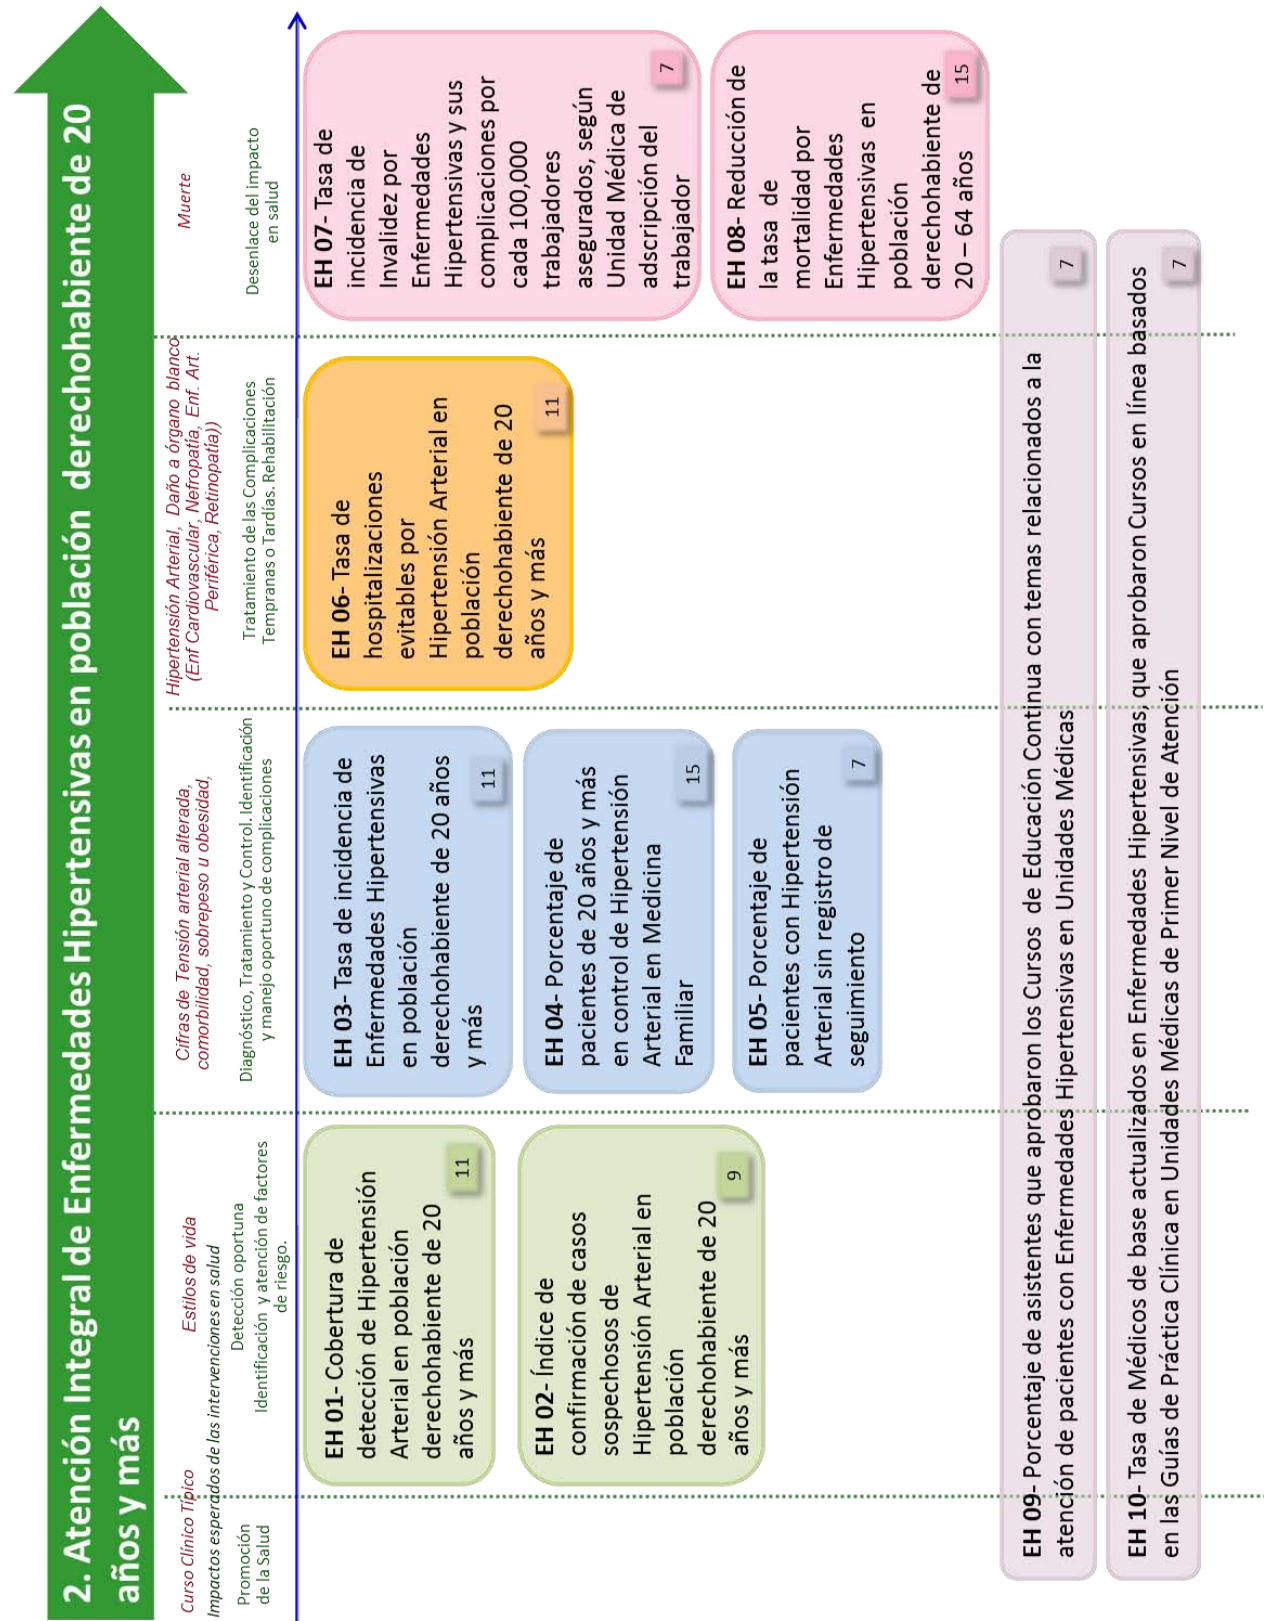 2. Atención Integral de Enfermedades Hipertensivas en población derechohabiente de 20
años y más
Curso Clínico Típico
Estilos de vida
Cifras de Tensión arterial alterada,
comorbilidad, sobrepeso u obesidad,
Hipertensión Arterial, Daño a órgano blanco
(Enf Cardiovascular, Nefropatía, Enf. Art.
Periférica, Retinopatía))
Muerte
Impactos esperados de las intervenciones en salud
Promoción
de la Salud
Detección oportuna
Identificación y atención de factores
de riesgo.
Diagnóstico, Tratamiento y Control. Identificación
y manejo oportuno de complicaciones
Tratamiento de las Complicaciones
Tempranas o Tardías. Rehabilitación
Desenlace del impacto
en salud
EH 01- Cobertura de
detección de Hipertensión
Arterial en población
derechohabiente de 20
años y más
11
EH 02- Índice de
confirmación de casos
sospechosos de
Hipertensión Arterial en
población
derechohabiente de 20
años y más
9
EH 03- Tasa de incidencia de
Enfermedades Hipertensivas
en población
derechohabiente de 20 años
y más
11
EH 04- Porcentaje de
pacientes de 20 años y más
en control de Hipertensión
Arterial en Medicina
Familiar
15
EH 05- Porcentaje de
pacientes con Hipertensión
Arterial sin registro de
seguimiento
7
EH 06- Tasa de
hospitalizaciones
evitables por
Hipertensión Arterial en
población
derechohabiente de 20
años y más
11
EH 07- Tasa de
incidencia de
Invalidez por
Enfermedades
Hipertensivas y sus
complicaciones por
cada 100,000
trabajadores
asegurados, según
Unidad Médica de
adscripción del
trabajador
7
EH 08- Reducción de
la tasa de
mortalidad por
Enfermedades
Hipertensivas en
población
derechohabiente de
20 – 64 años
15
EH 09- Porcentaje de asistentes que aprobaron los Cursos de Educación Continua con temas relacionados a la
atención de pacientes con Enfermedades Hipertensivas en Unidades Médicas
7
EH 10- Tasa de Médicos de base actualizados en Enfermedades Hipertensivas, que aprobaron Cursos en línea basados
en las Guías de Práctica Clínica en Unidades Médicas de Primer Nivel de Atención
7